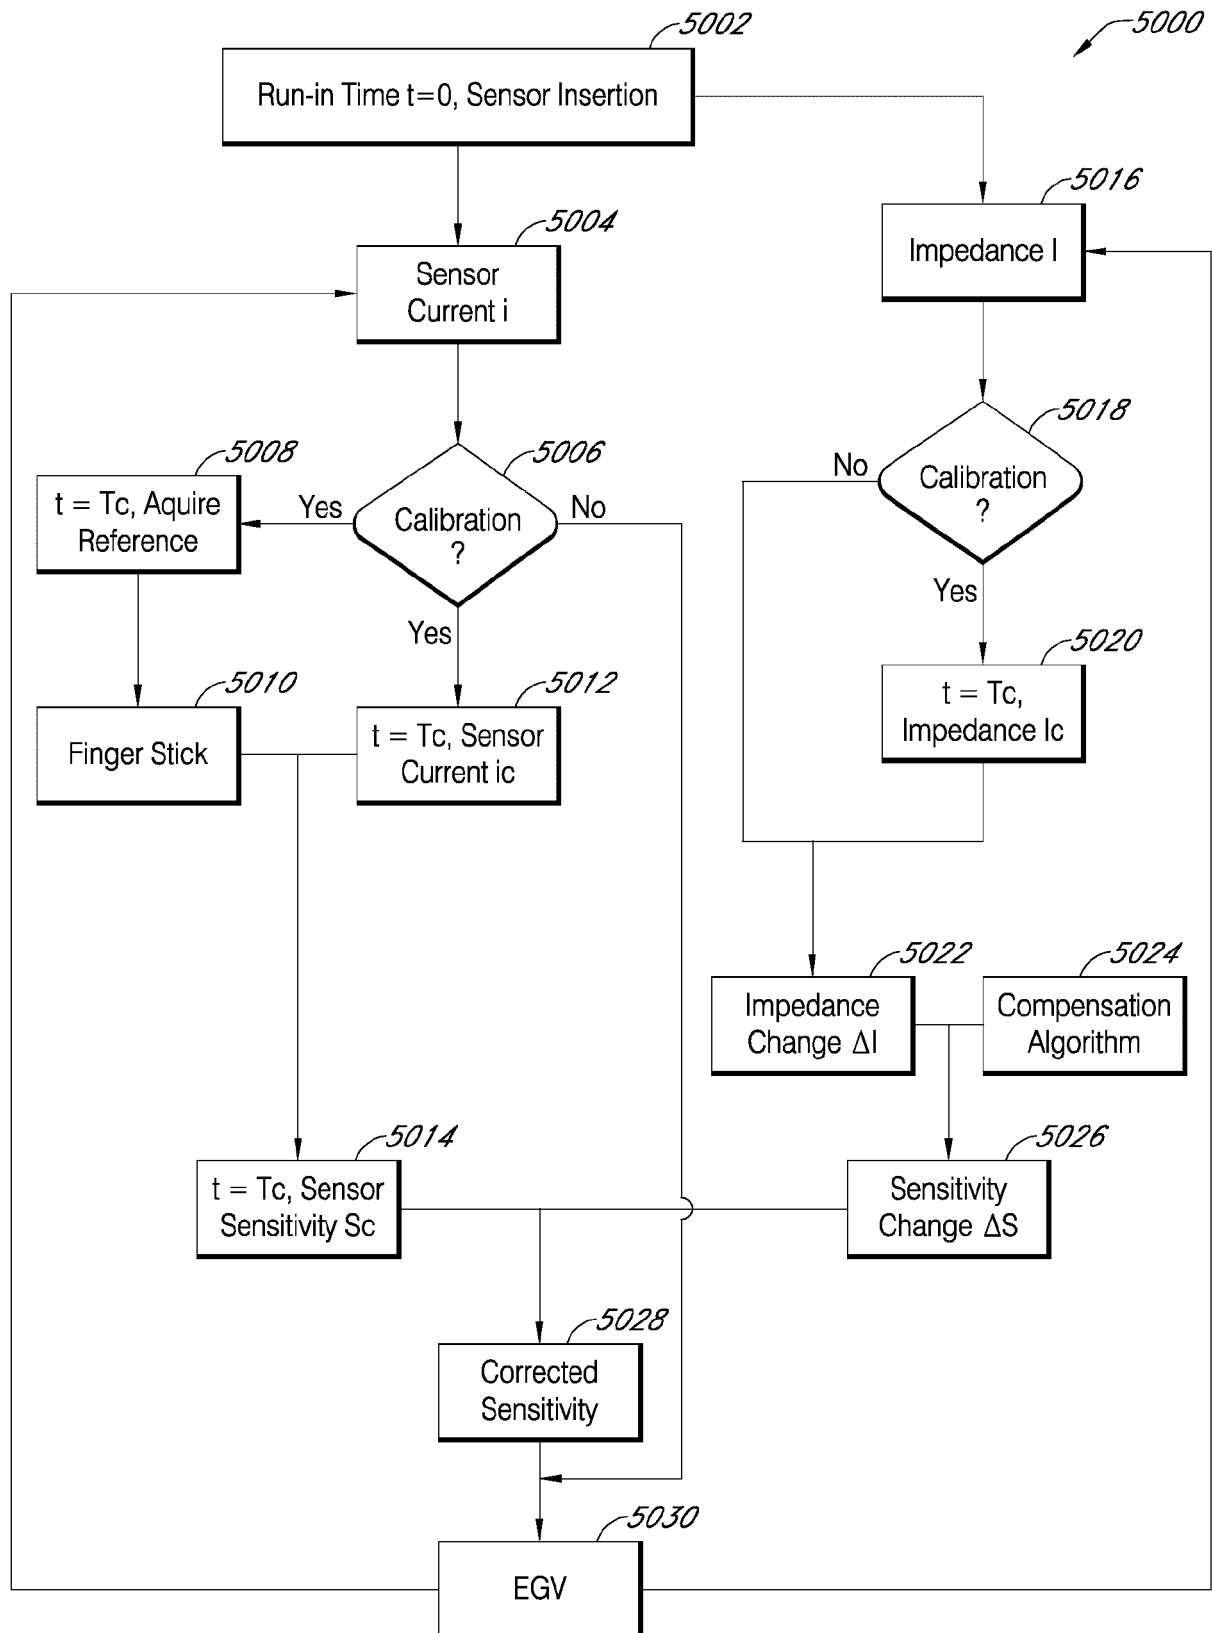 5000
5002
Run-in Time t=0, Sensor Insertion
5016
Impedance I
5004
Sensor
Current i
5018
Calibration
?
No
Yes
5006
Calibration
?
Yes
No
Yes
5008
t = Tc, Aquire
Reference
5010
Finger Stick
5012
t = Tc, Sensor
Current ic
5020
t = Tc,
Impedance Ic
5022
Impedance
Change ΔI
5024
Compensation
Algorithm
5014
t = Tc, Sensor
Sensitivity Sc
5026
Sensitivity
Change ΔS
5028
Corrected
Sensitivity
5030
EGV